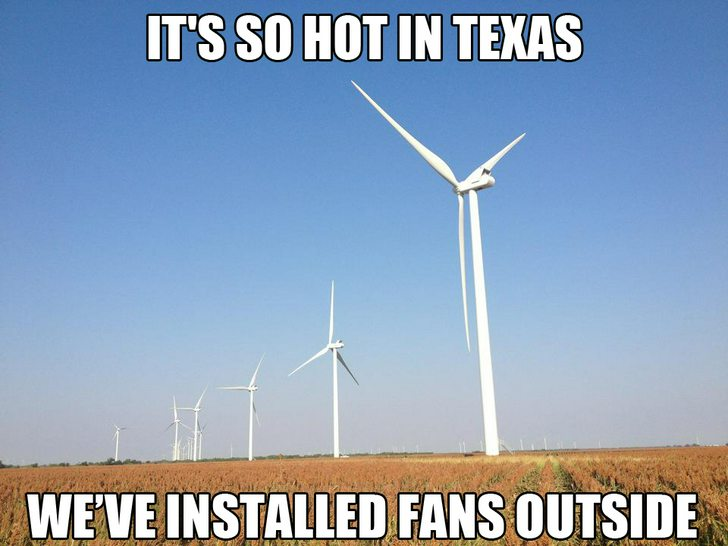 IT'S SO HOT IN TEXAS
WE’VE INSTALLED FANS OUTSIDE